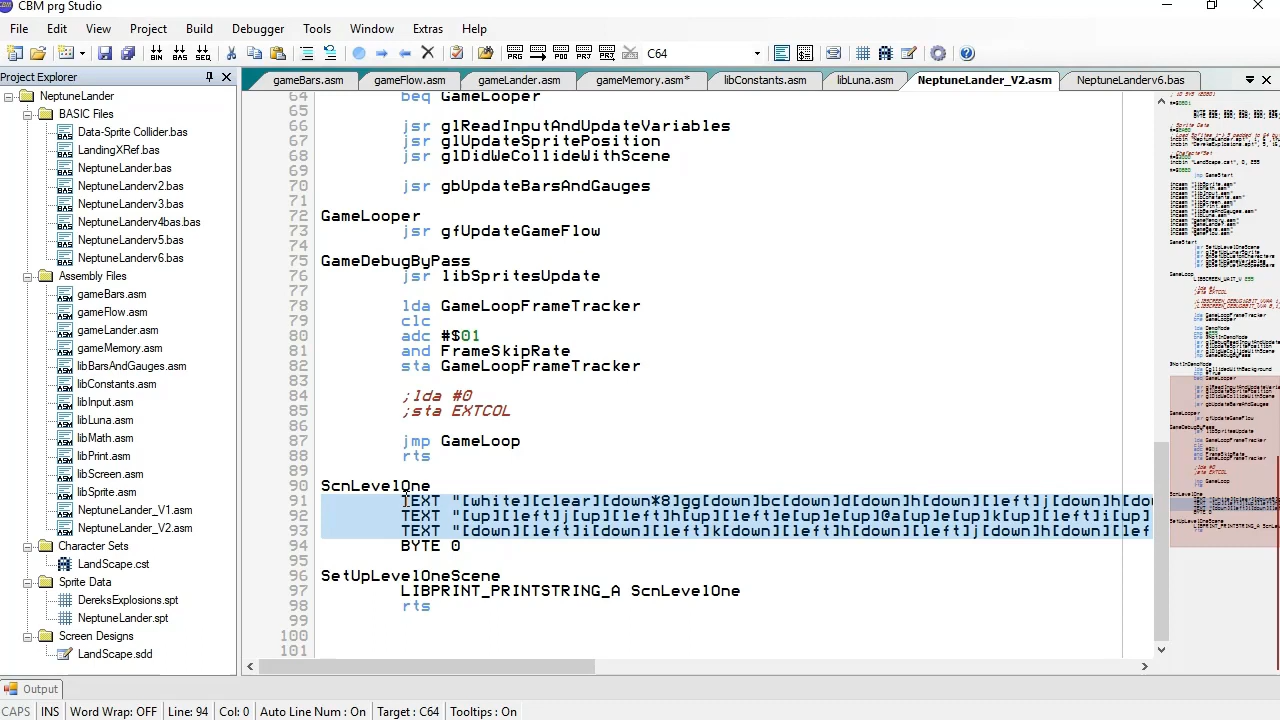 CBM prg Studio
File Edit View Project Build Debugger Tools Window Extras Help
C64
Project Explorer
gameBars.asm gameFlow.asm gameLander.asm gameMemory.asm* libConstants.asm libLuna.asm NeptuneLander_V2.asm NeptuneLanderv6.bas
NeptuneLander
BASIC Files
Data-Sprite Collider.bas
LandingXRef.bas
NeptuneLander.bas
NeptuneLanderv2.bas
NeptuneLanderv3.bas
NeptuneLanderv4bas.bas
NeptuneLanderv5.bas
NeptuneLanderv6.bas
Assembly Files
gameBars.asm
gameFlow.asm
gameLander.asm
gameMemory.asm
libBarsAndGauges.asm
libConstants.asm
libInput.asm
libLuna.asm
libMath.asm
libPrint.asm
libScreen.asm
libSprite.asm
NeptuneLander_V1.asm
NeptuneLander_V2.asm
Character Sets
LandScape.cst
Sprite Data
DereksExplosions.spt
NeptuneLander.spt
Screen Designs
LandScape.sdd
64 beq GameLooper
65
66 jsr glReadInputAndUpdateVariables
67 jsr glUpdateSpritePosition
68 jsr glDidWeCollideWithScene
69
70 jsr gbUpdateBarsAndGauges
71
72 GameLooper
73 jsr gfUpdateGameFlow
74
75 GameDebugByPass
76 jsr libSpritesUpdate
77
78 lda GameLoopFrameTracker
79 clc
80 adc #$01
81 and FrameSkipRate
82 sta GameLoopFrameTracker
83
84 ;lda #0
85 ;sta EXTCOL
86
87 jmp GameLoop
88 rts
89
90 ScnLevelOne
91 TEXT "[white][clear][down*8]gg[down]bc[down]d[down]h[down][left]j[down]h[dow
92 TEXT "[up][left]j[up][left]h[up][left]e[up]e[up]@a[up]e[up]k[up][left]i[up]
93 TEXT "[down][left]i[down][left]k[down][left]h[down][left]j[down]h[down][lef
94 BYTE 0
95
96 SetUpLevelOneScene
97 LIBPRINT_PRINTSTRING_A ScnLevelOne
98 rts
99
100
101
Output
CAPS INS Word Wrap: OFF Line: 94 Col: 0 Auto Line Num : On Target : C64 Tooltips : On